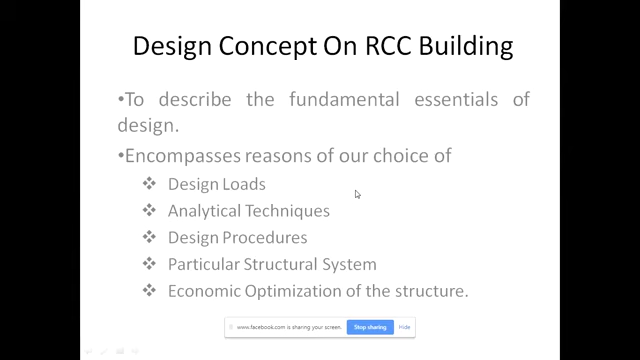 Design Concept On RCC Building
•To describe the fundamental essentials of
design.
•Encompasses reasons of our choice of
❖ Design Loads
❖ Analytical Techniques
❖ Design Procedures
❖ Particular Structural System
❖ Economic Optimization of the structure.
www.facebook.com is sharing your screen. Stop sharing Hide